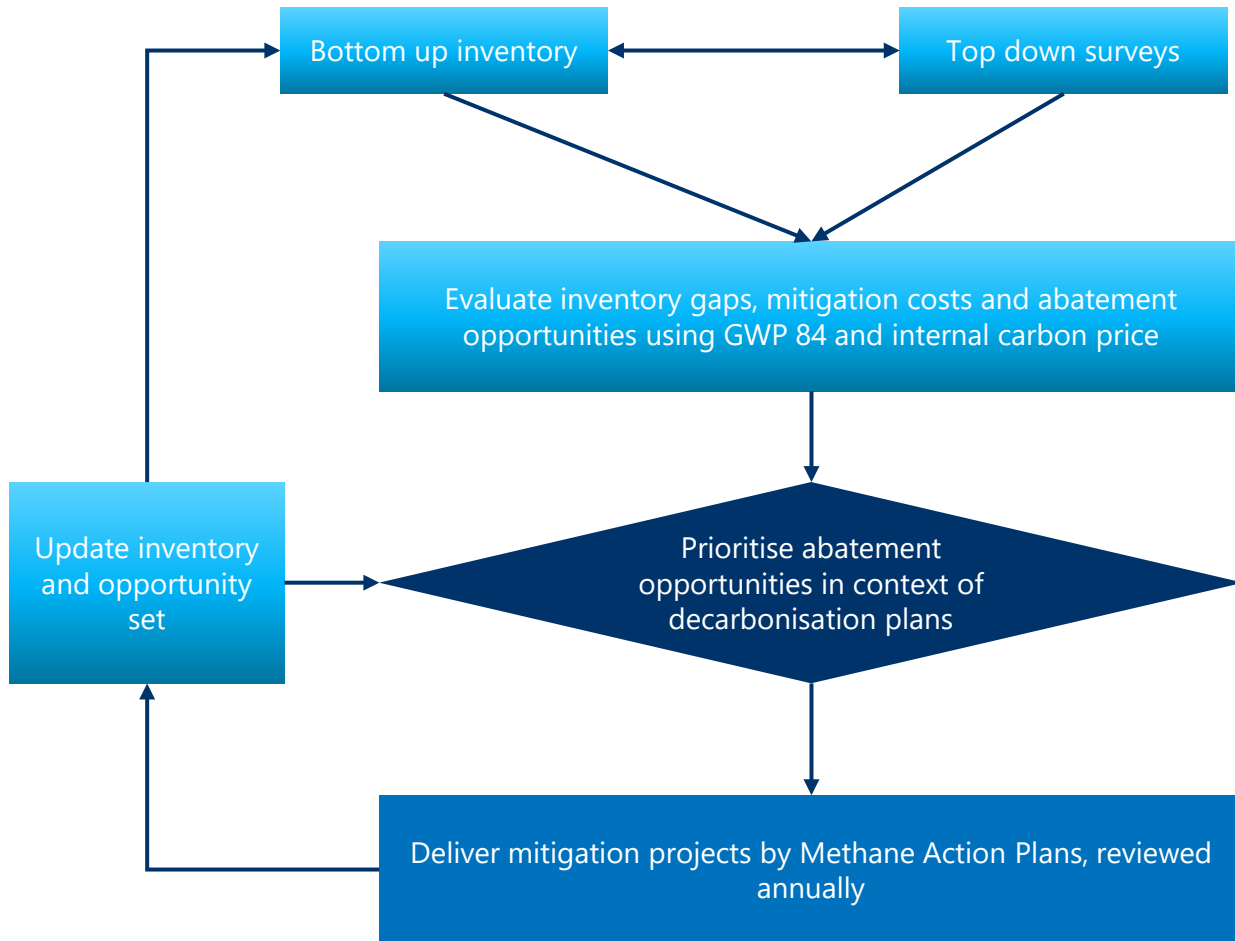 Bottom up inventory
Top down surveys
Evaluate inventory gaps, mitigation costs and abatement
opportunities using GWP 84 and internal carbon price
Update inventory
and opportunity
set
Prioritise abatement
opportunities in context of
decarbonisation plans
Deliver mitigation projects by Methane Action Plans, reviewed
annually